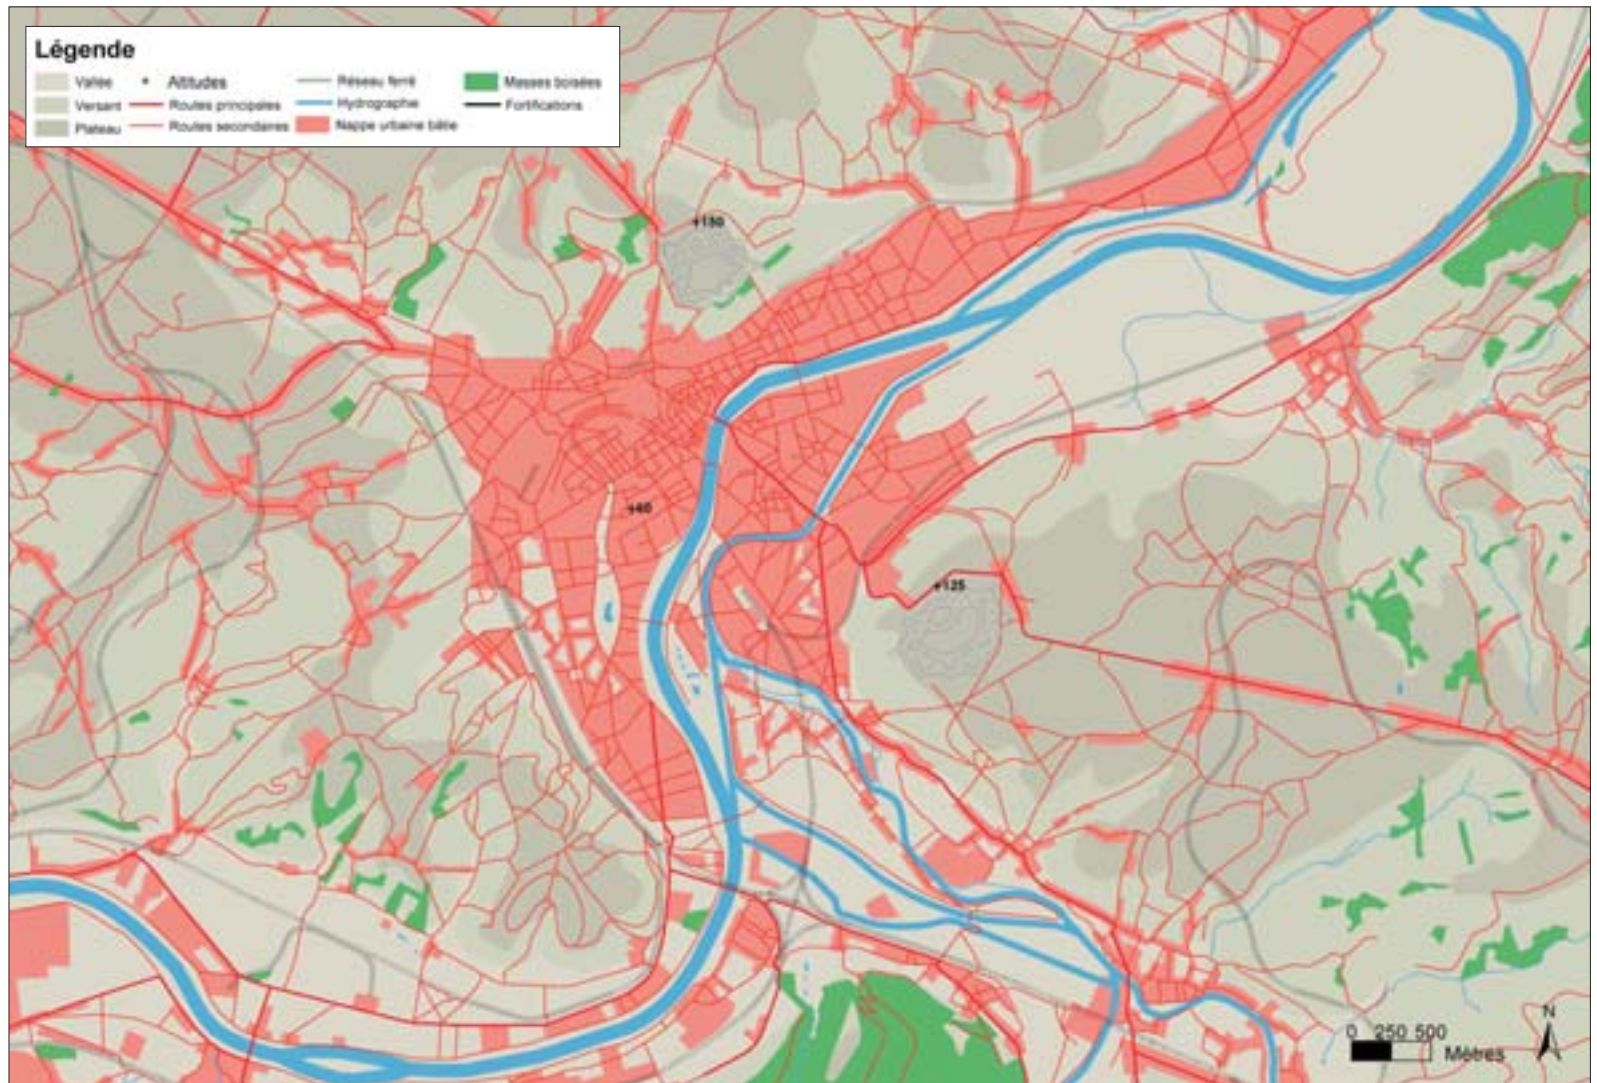 Légende
Vallée
Versant
Plateau
Altitudes
Routes principales
Routes secondaires
Réseau ferré
Hydrographie
Nappe urbaine bâtie
Masses boisées
Fortifications
+150
+60
+125
N
0 250 500
Mètres